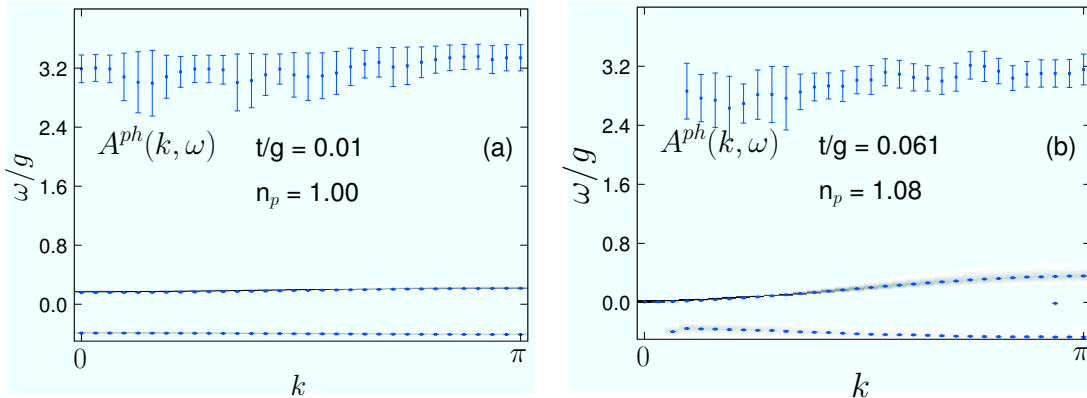 3.2
2.4
1.6
0.8
0.0
ω/g
A^{ph}(k, ω) t/g = 0.01 (a)
n_p = 1.00
0 π
k
3.2
2.4
1.6
0.8
0.0
ω/g
A^{ph}(k, ω) t/g = 0.061 (b)
n_p = 1.08
0 π
k